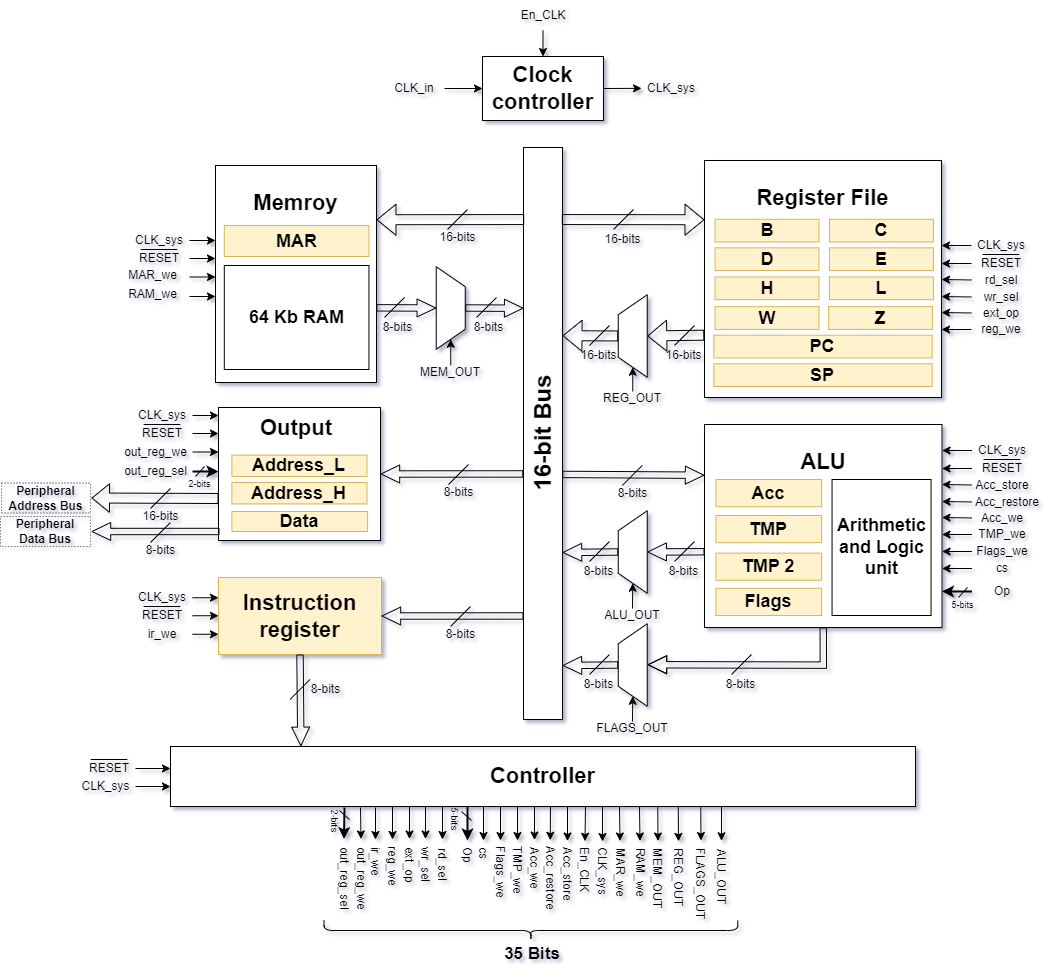 En_CLK
CLK_in
Clock
controller
CLK_sys
Memroy
MAR
64 Kb RAM
CLK_sys
RESET
MAR_we
RAM_we
16-bits
8-bits
8-bits
MEM_OUT
16-bit Bus
16-bits
Register File
B
C
D
E
H
L
W
Z
PC
SP
CLK_sys
RESET
rd_sel
wr_sel
ext_op
reg_we
16-bits
16-bits
REG_OUT
CLK_sys
RESET
out_reg_we
out_reg_sel
2-bits
Output
Address_L
Address_H
Data
Peripheral
Address Bus
Peripheral
Data Bus
16-bits
8-bits
8-bits
8-bits
ALU
Acc
TMP
TMP 2
Flags
Arithmetic
and Logic
unit
CLK_sys
RESET
Acc_store
Acc_restore
Acc_we
TMP_we
Flags_we
cs
Op
5-bits
8-bits
8-bits
ALU_OUT
CLK_sys
RESET
ir_we
Instruction
register
8-bits
8-bits
8-bits
8-bits
FLAGS_OUT
RESET
CLK_sys
Controller
2-bits
5-bits
out_reg_sel
out_reg_we
ir_we
reg_we
ext_op
wr_sel
rd_sel
Op
cs
Flags_we
TMP_we
Acc_we
Acc_restore
Acc_store
En_CLK
CLK_sys
MAR_we
RAM_we
MEM_OUT
REG_OUT
FLAGS_OUT
ALU_OUT
35 Bits